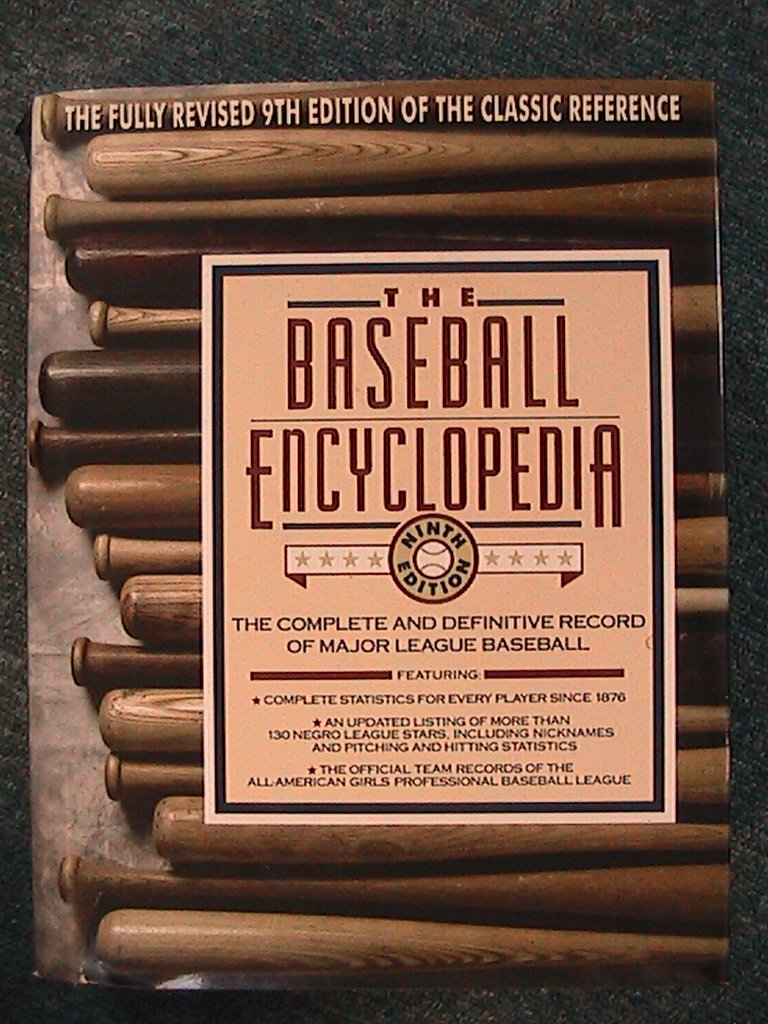 THE FULLY REVISED 9TH EDITION OF THE CLASSIC REFERENCE
THE
BASEBALL
ENCYCLOPEDIA
NINTH
EDITION
THE COMPLETE AND DEFINITIVE RECORD
OF MAJOR LEAGUE BASEBALL
FEATURING:
★COMPLETE STATISTICS FOR EVERY PLAYER SINCE 1876
★AN UPDATED LISTING OF MORE THAN
130 NEGRO LEAGUE STARS, INCLUDING NICKNAMES
AND PITCHING AND HITTING STATISTICS
★THE OFFICIAL TEAM RECORDS OF THE
ALL-AMERICAN GIRLS PROFESSIONAL BASEBALL LEAGUE